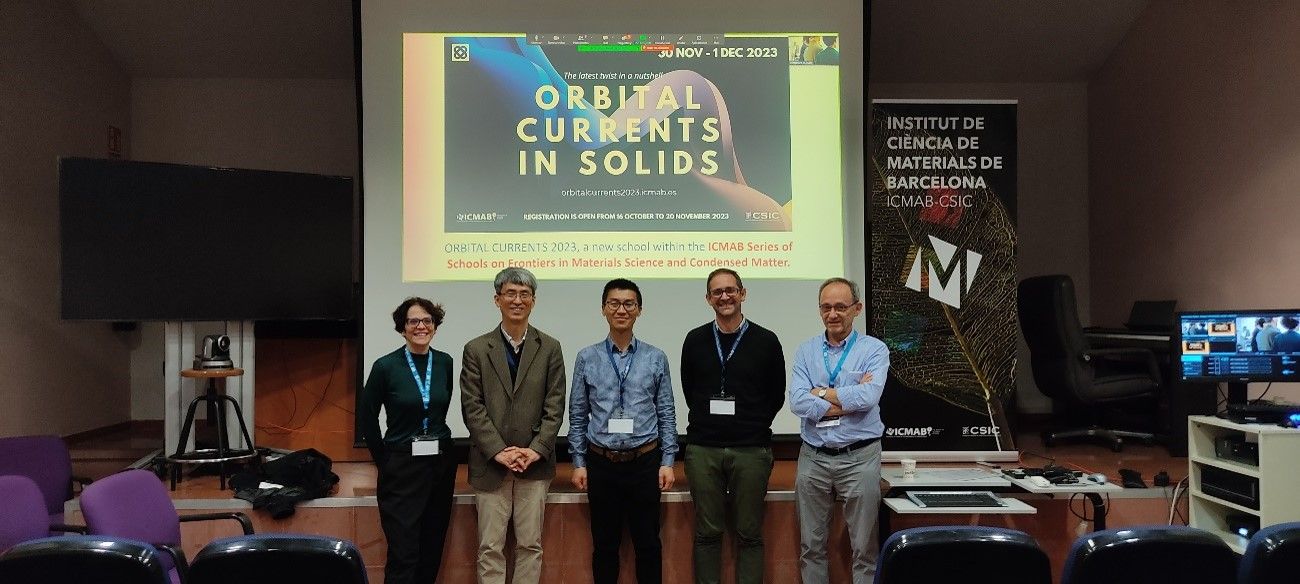 30 NOV - 1 DEC 2023
The latest twist in a nutshell
ORBITAL
CURRENTS
IN SOLIDS
orbitalcurrents2023.icmab.es
ICMAB
REGISTRATION IS OPEN FROM 16 OCTOBER TO 20 NOVEMBER 2023
CSIC
ORBITAL CURRENTS 2023, a new school within the ICMAB Series of
Schools on Frontiers in Materials Science and Condensed Matter.
INSTITUT DE
CIÈNCIA DE
MATERIALS DE
BARCELONA
ICMAB-CSIC
ICMAB
CSIC